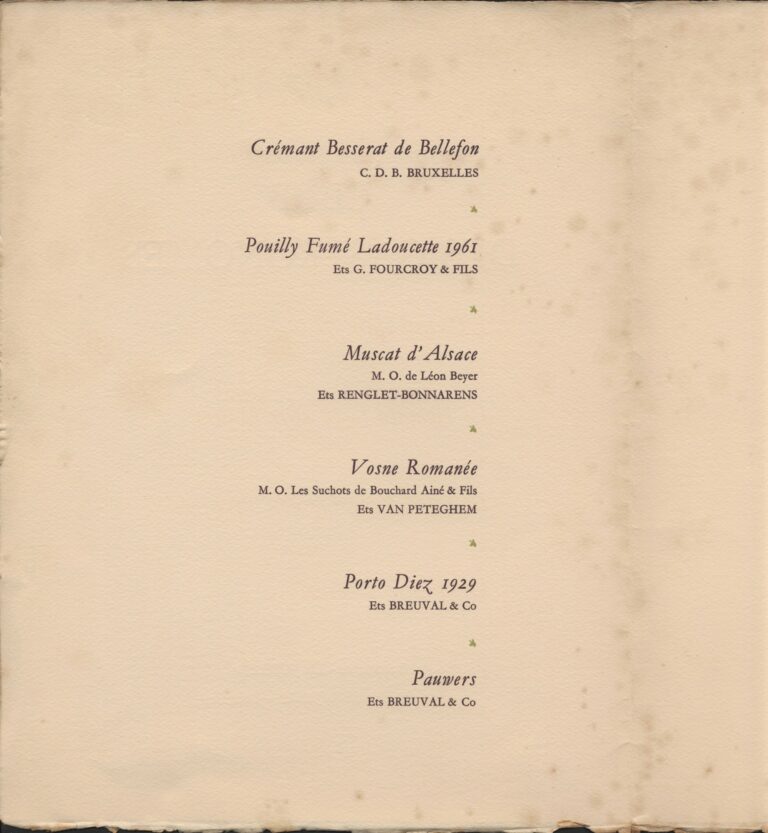 Crémant Besserat de Bellefon
C. D. B. BRUXELLES
Pouilly Fumé Ladoucette 1961
Ets G. FOURCROY & FILS
Muscat d'Alsace
M. O. de Léon Beyer
Ets RENGLET-BONNARENS
Vosne Romanée
M. O. Les Suchots de Bouchard Ainé & Fils
Ets VAN PETEGHEM
Porto Diez 1929
Ets BREUVAL & Co
Pauwers
Ets BREUVAL & Co